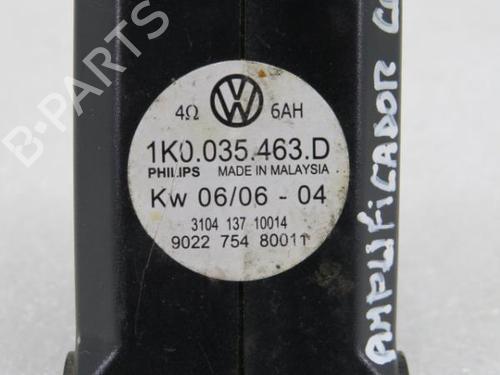 4Ω 6AH
1K0.035.463.D
PHILIPS MADE IN MALAYSIA
Kw 06/06 - 04
3104 137 10014
9022 754 80011
AMPLIFICADOR
B-PARTS